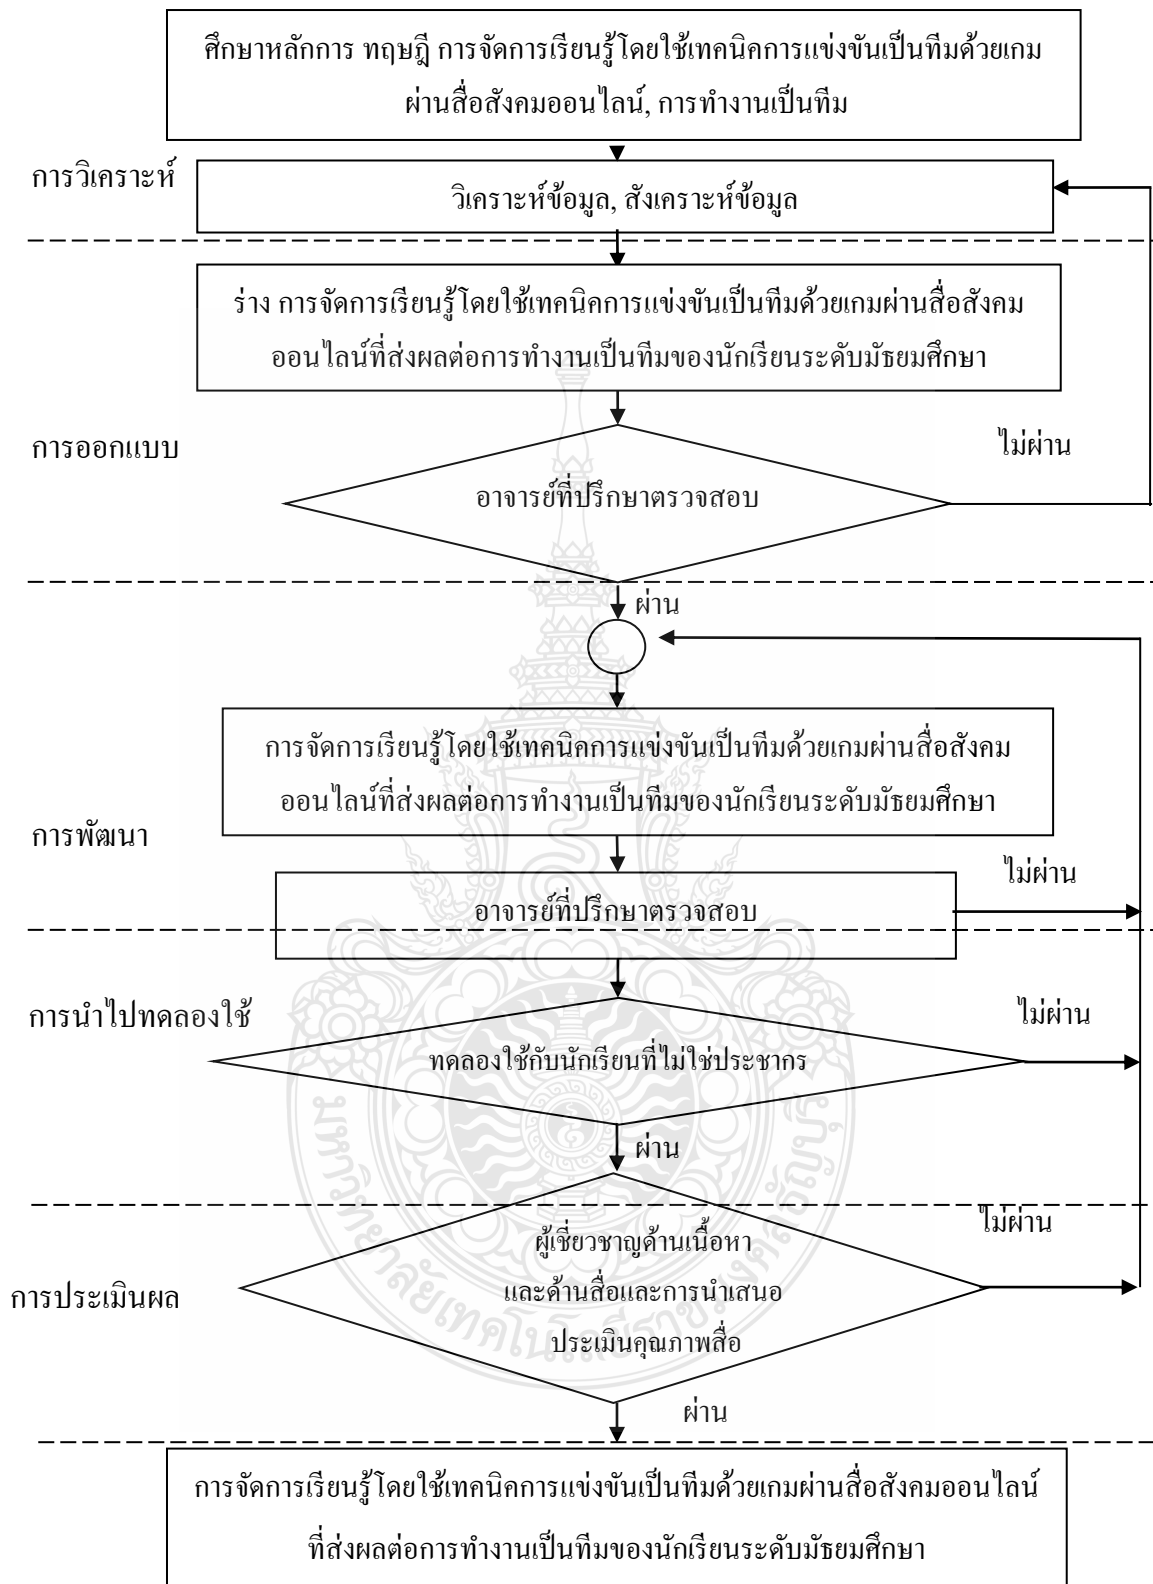 ศึกษาหลักการ ทฤษฎี การจัดการเรียนรู้โดยใช้เทคนิคการแข่งขันเป็นทีมด้วยเกม
ผ่านสื่อสังคมออนไลน์, การทำงานเป็นทีม
การวิเคราะห์
วิเคราะห์ข้อมูล, สังเคราะห์ข้อมูล
ร่าง การจัดการเรียนรู้โดยใช้เทคนิคการแข่งขันเป็นทีมด้วยเกมผ่านสื่อสังคม
ออนไลน์ที่ส่งผลต่อการทำงานเป็นทีมของนักเรียนระดับมัธยมศึกษา
การออกแบบ
ไม่ผ่าน
อาจารย์ที่ปรึกษาตรวจสอบ
ผ่าน
การจัดการเรียนรู้โดยใช้เทคนิคการแข่งขันเป็นทีมด้วยเกมผ่านสื่อสังคม
ออนไลน์ที่ส่งผลต่อการทำงานเป็นทีมของนักเรียนระดับมัธยมศึกษา
การพัฒนา
ไม่ผ่าน
อาจารย์ที่ปรึกษาตรวจสอบ
การนำไปทดลองใช้
ไม่ผ่าน
ทดลองใช้กับนักเรียนที่ไม่ใช่ประชากร
ผ่าน
ไม่ผ่าน
ผู้เชี่ยวชาญด้านเนื้อหา
และด้านสื่อและการนำเสนอ
ประเมินคุณภาพสื่อ
การประเมินผล
ผ่าน
การจัดการเรียนรู้โดยใช้เทคนิคการแข่งขันเป็นทีมด้วยเกมผ่านสื่อสังคมออนไลน์
ที่ส่งผลต่อการทำงานเป็นทีมของนักเรียนระดับมัธยมศึกษา
มหาวิทยาลัยเทคโนโลยีราชมงคลธัญบุรี